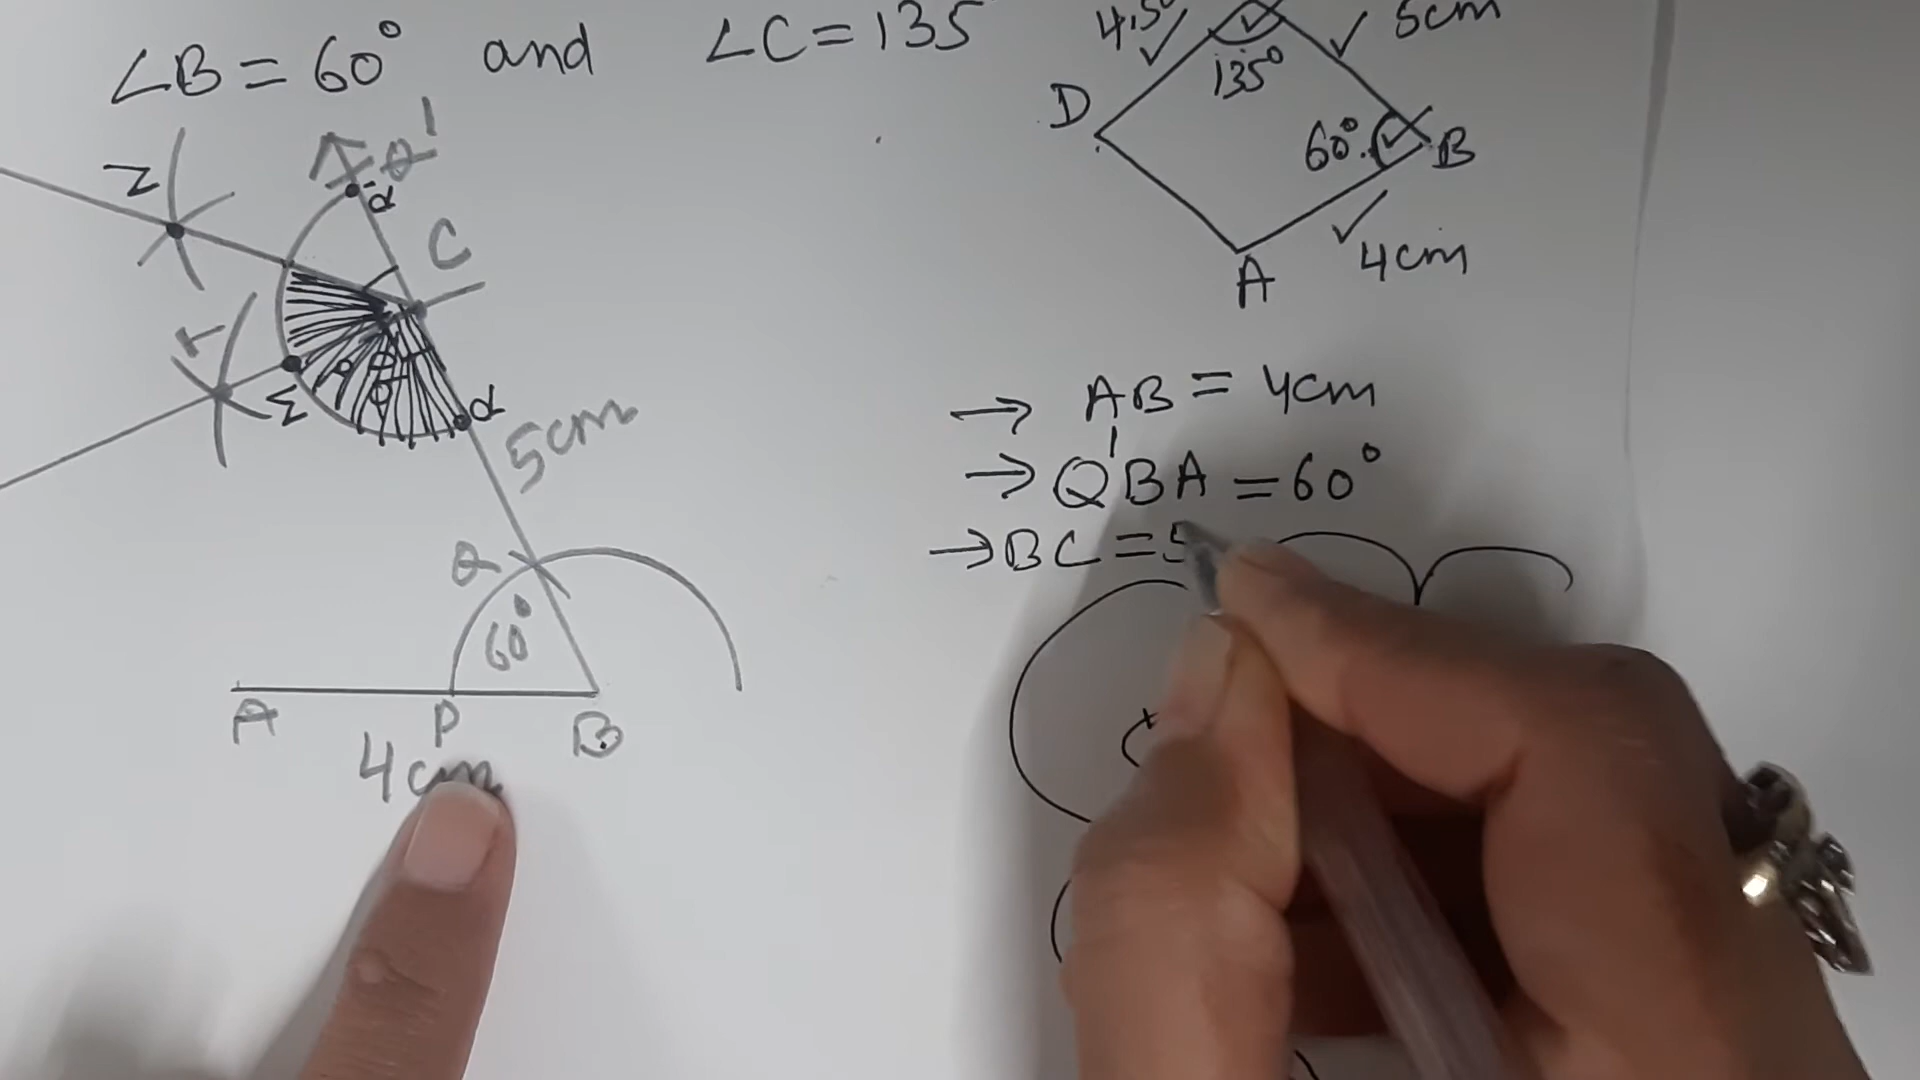 ∠B = 60° and ∠C = 135
4.5
5cm
135°
D
60°
B
A
4cm
Q'
N
α
C
T
M
α
5cm
Q
60°
A P B
4cm
→ AB = 4cm
→ Q'BA = 60°
→ BC = 5